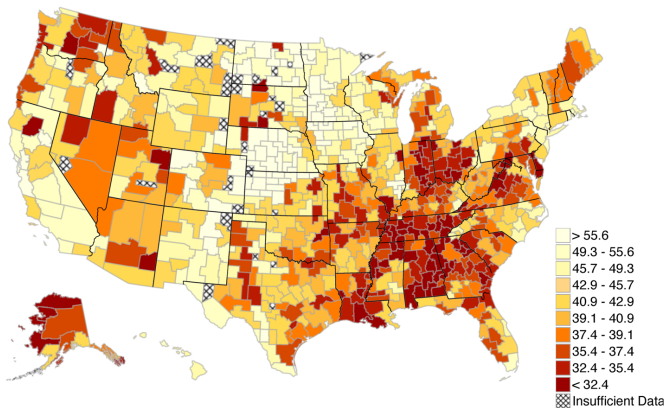 > 55.6
49.3 - 55.6
45.7 - 49.3
42.9 - 45.7
40.9 - 42.9
39.1 - 40.9
37.4 - 39.1
35.4 - 37.4
32.4 - 35.4
< 32.4
Insufficient Data